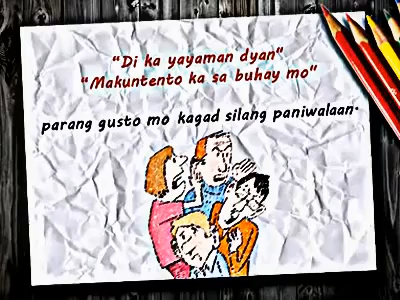 "Di ka yayaman dyan"
"Makuntento ka sa buhay mo"
parang gusto mo kagad silang paniwalaan.